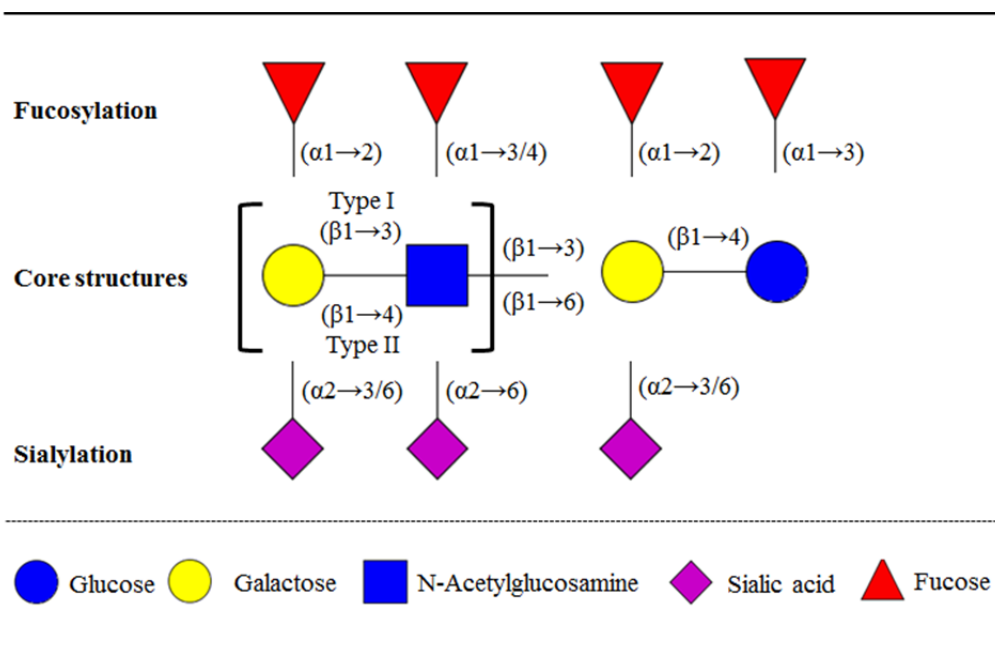 Fucosylation
(α1→2) (α1→3/4) (α1→2) (α1→3)
Type I
(β1→3)
(β1→4)
(β1→3)
Core structures
(β1→6)
(β1→4)
Type II
(α2→3/6) (α2→6) (α2→3/6)
Sialylation
Glucose Galactose N-Acetylglucosamine Sialic acid Fucose